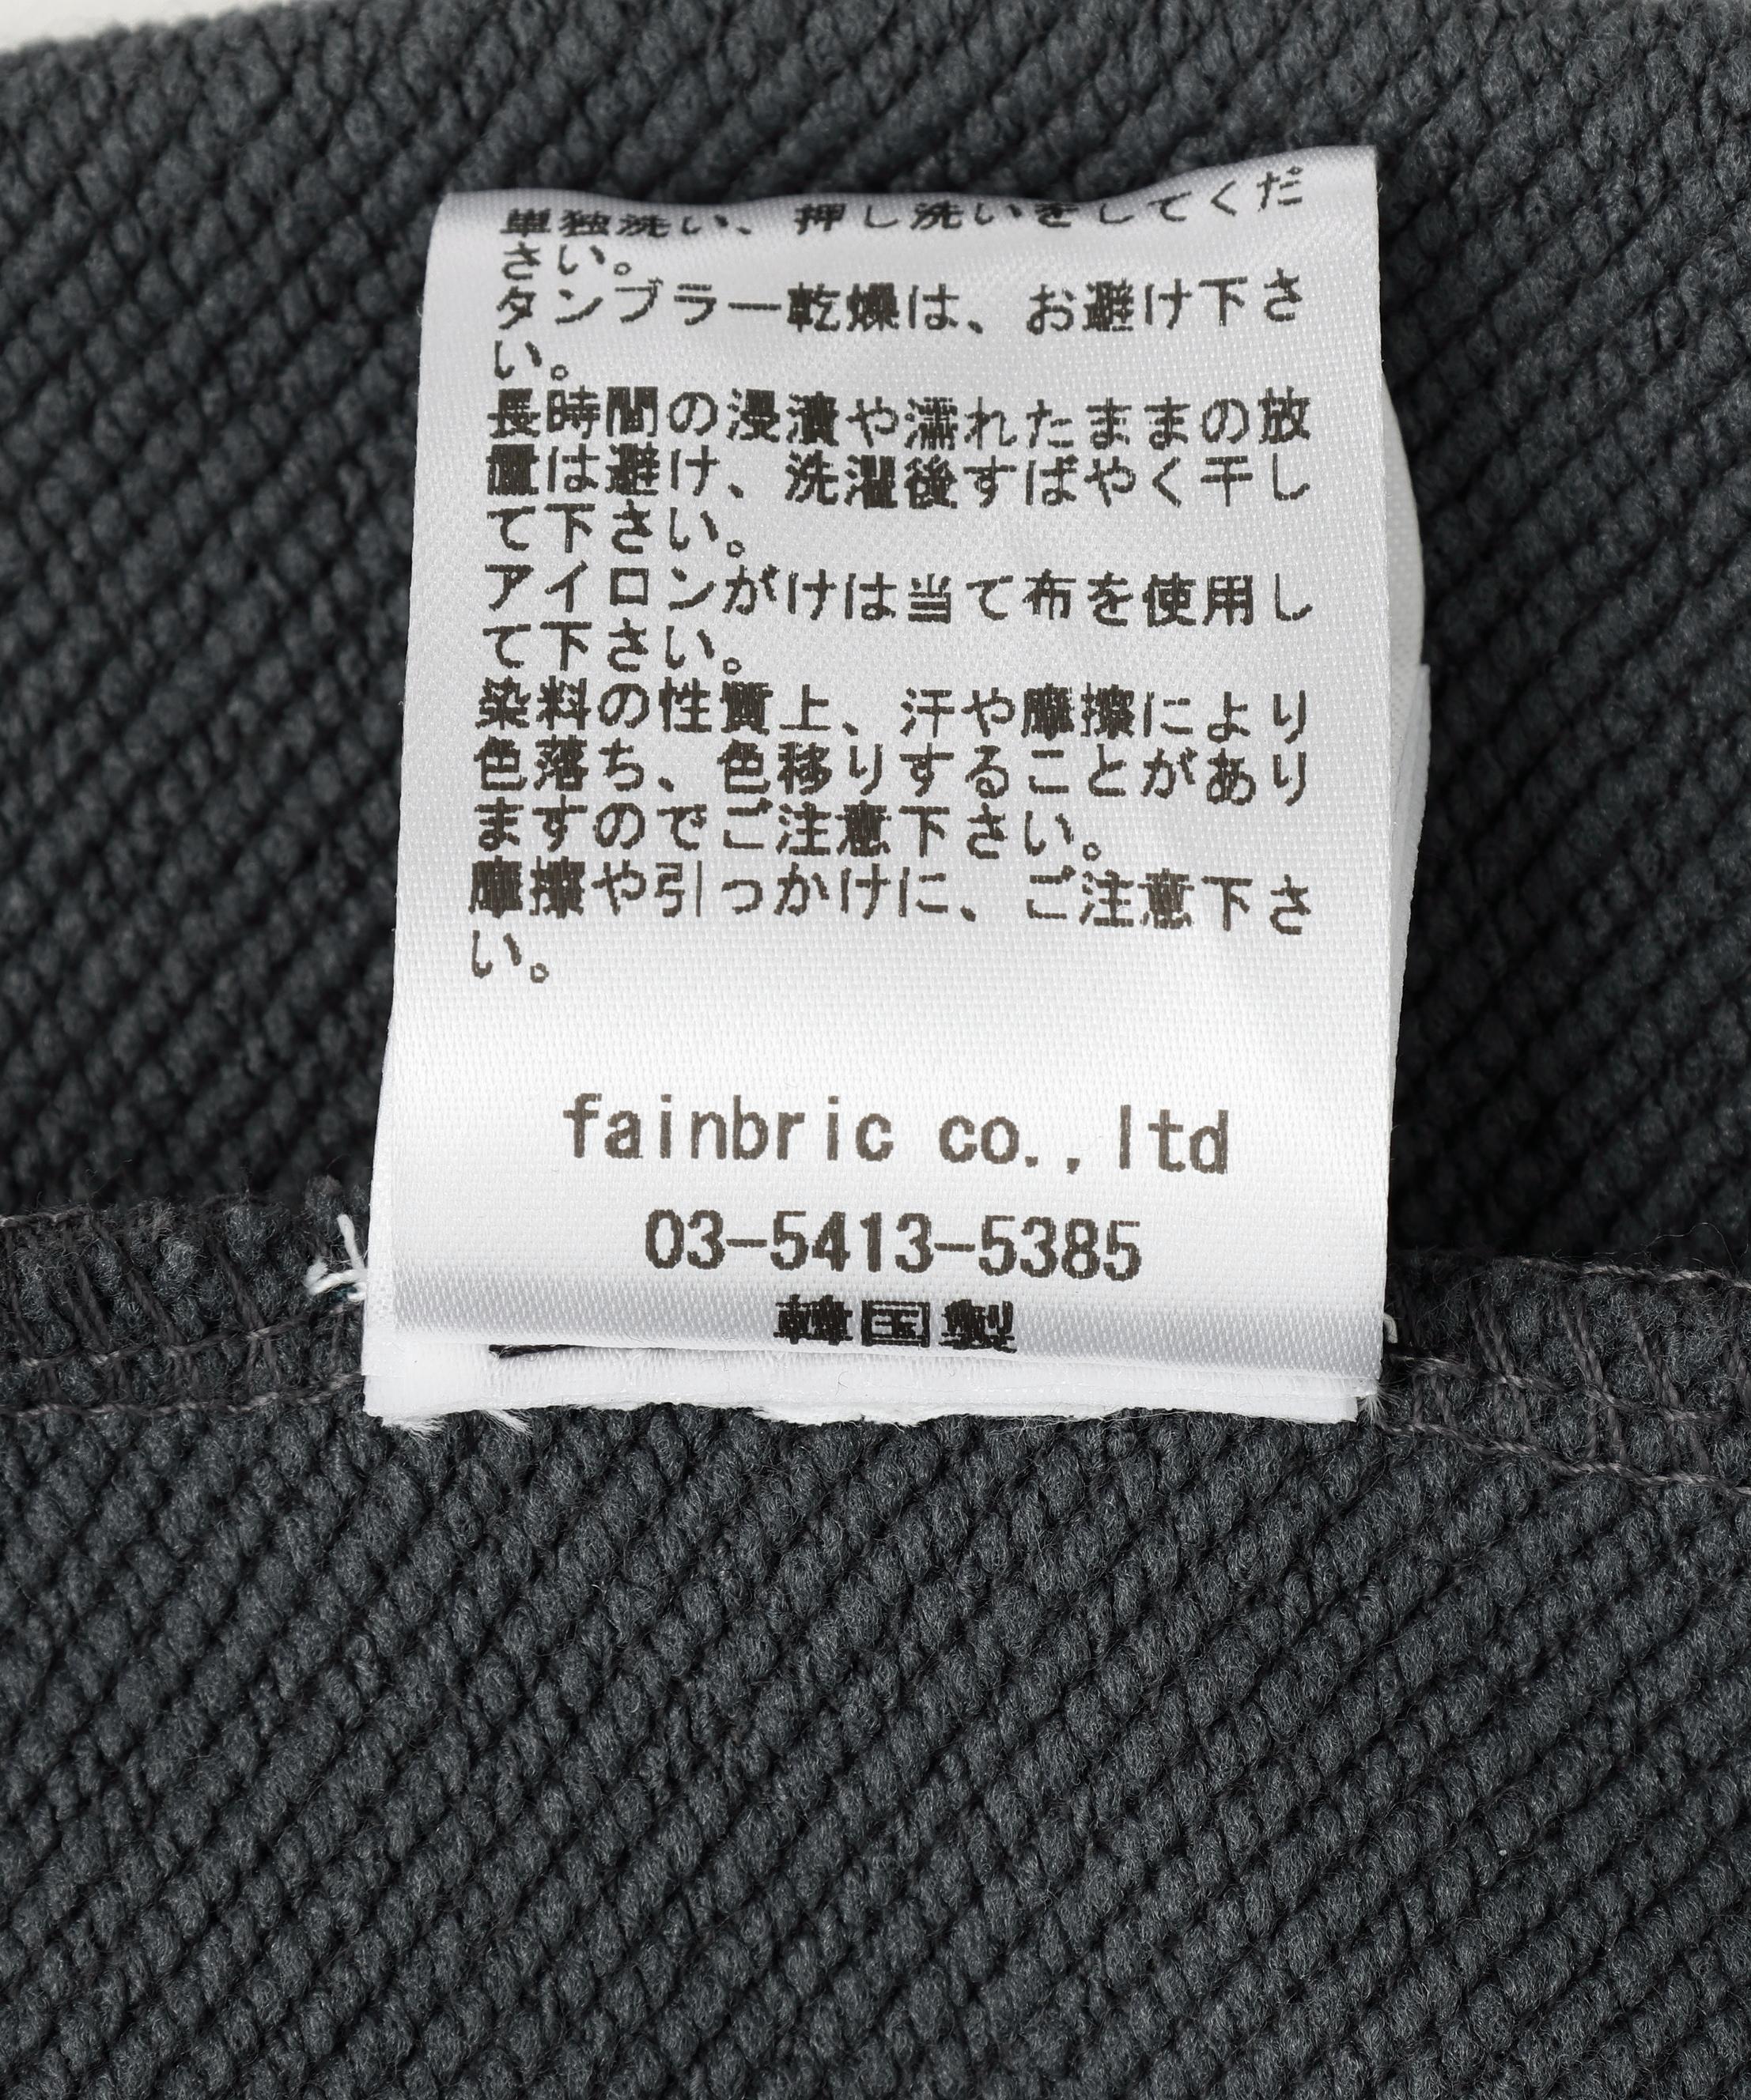 単独洗い、押し洗いをしてくだ
さい。
タンブラー乾燥は、お避け下さ
い。
長時間の浸漬や濡れたままの放
置は避け、洗濯後すばやく干し
て下さい。
アイロンがけは当て布を使用し
て下さい。
染料の性質上、汗や摩擦により
色落ち、色移りすることがあり
ますのでご注意下さい。
摩擦や引っかけに、ご注意下さ
い。
fainbric co.,ltd
03-5413-5385
韓国製